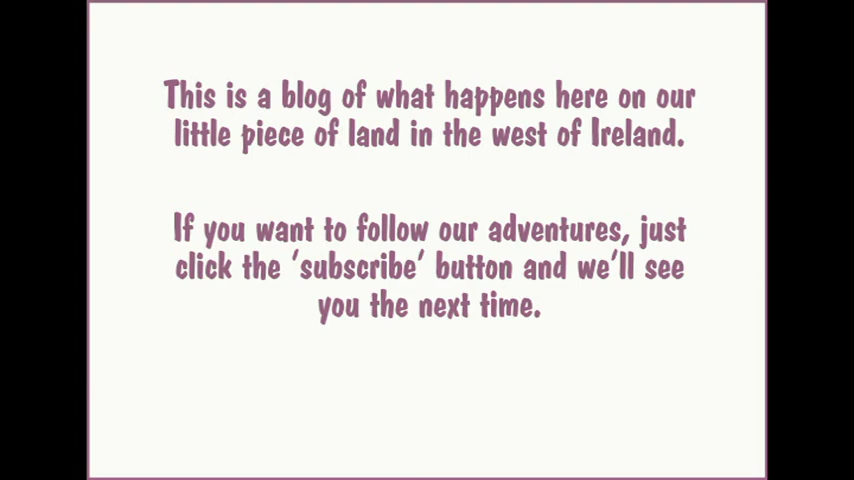 This is a blog of what happens here on our
little piece of land in the west of Ireland.
If you want to follow our adventures, just
click the ‘subscribe’ button and we’ll see
you the next time.